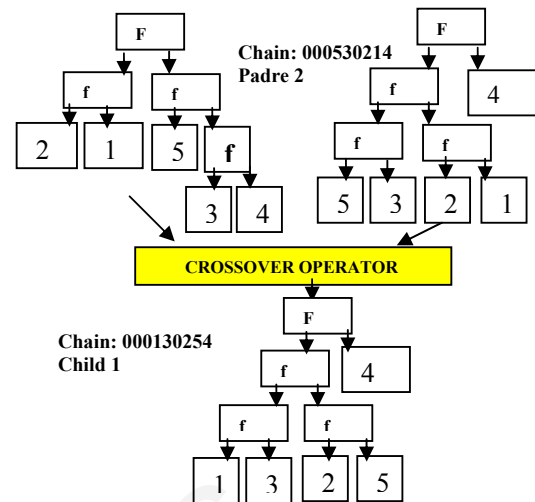 F
F
Chain: 000530214
Padre 2
f
f
f
4
2
1
5
f
f
f
3
4
5
3
2
1
CROSSOVER OPERATOR
F
Chain: 000130254
Child 1
f
4
f
f
1
3
2
5